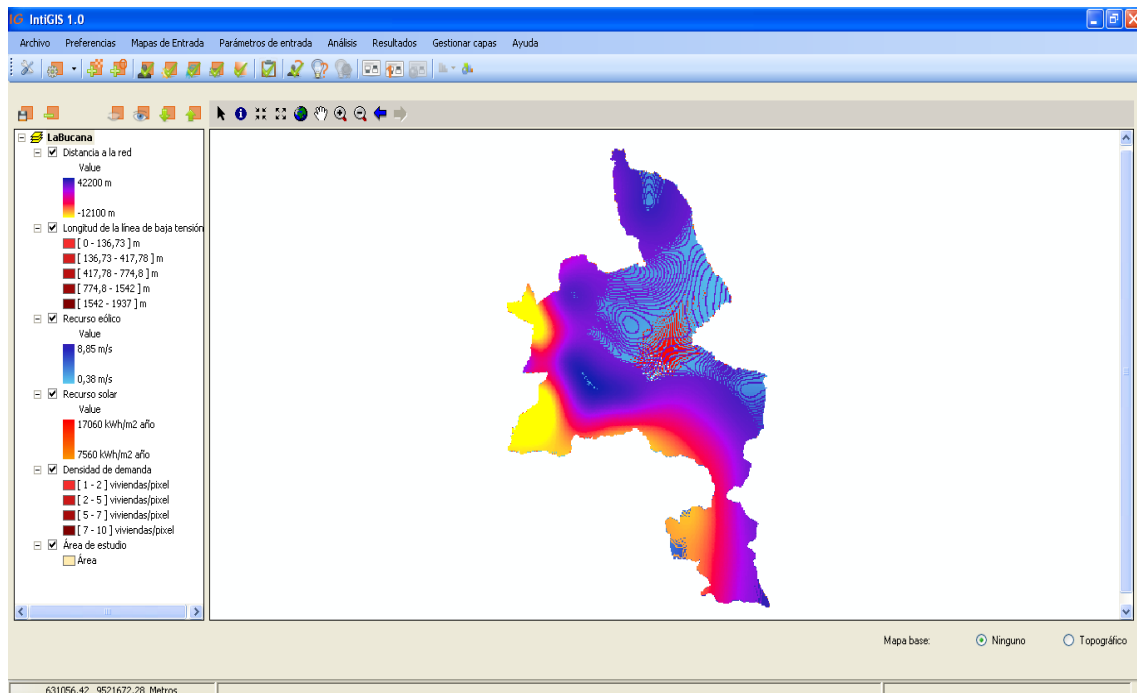 IG IntiGIS 1.0
Archivo Preferencias Mapas de Entrada Parámetros de entrada Análisis Resultados Gestionar capas Ayuda
LaBucana
Distancia a la red
Value
42200 m
-12100 m
Longitud de la línea de baja tensión
[ 0 - 136,73 ] m
[ 136,73 - 417,78 ] m
[ 417,78 - 774,8 ] m
[ 774,8 - 1542 ] m
[ 1542 - 1937 ] m
Recurso eólico
Value
8,85 m/s
0,38 m/s
Recurso solar
Value
17060 kWh/m2 año
7560 kWh/m2 año
Densidad de demanda
[ 1 - 2 ] viviendas/pixel
[ 2 - 5 ] viviendas/pixel
[ 5 - 7 ] viviendas/pixel
[ 7 - 10 ] viviendas/pixel
Área de estudio
Área
Mapa base: Ninguno Topográfico
631056,42 9521672,28 Metros